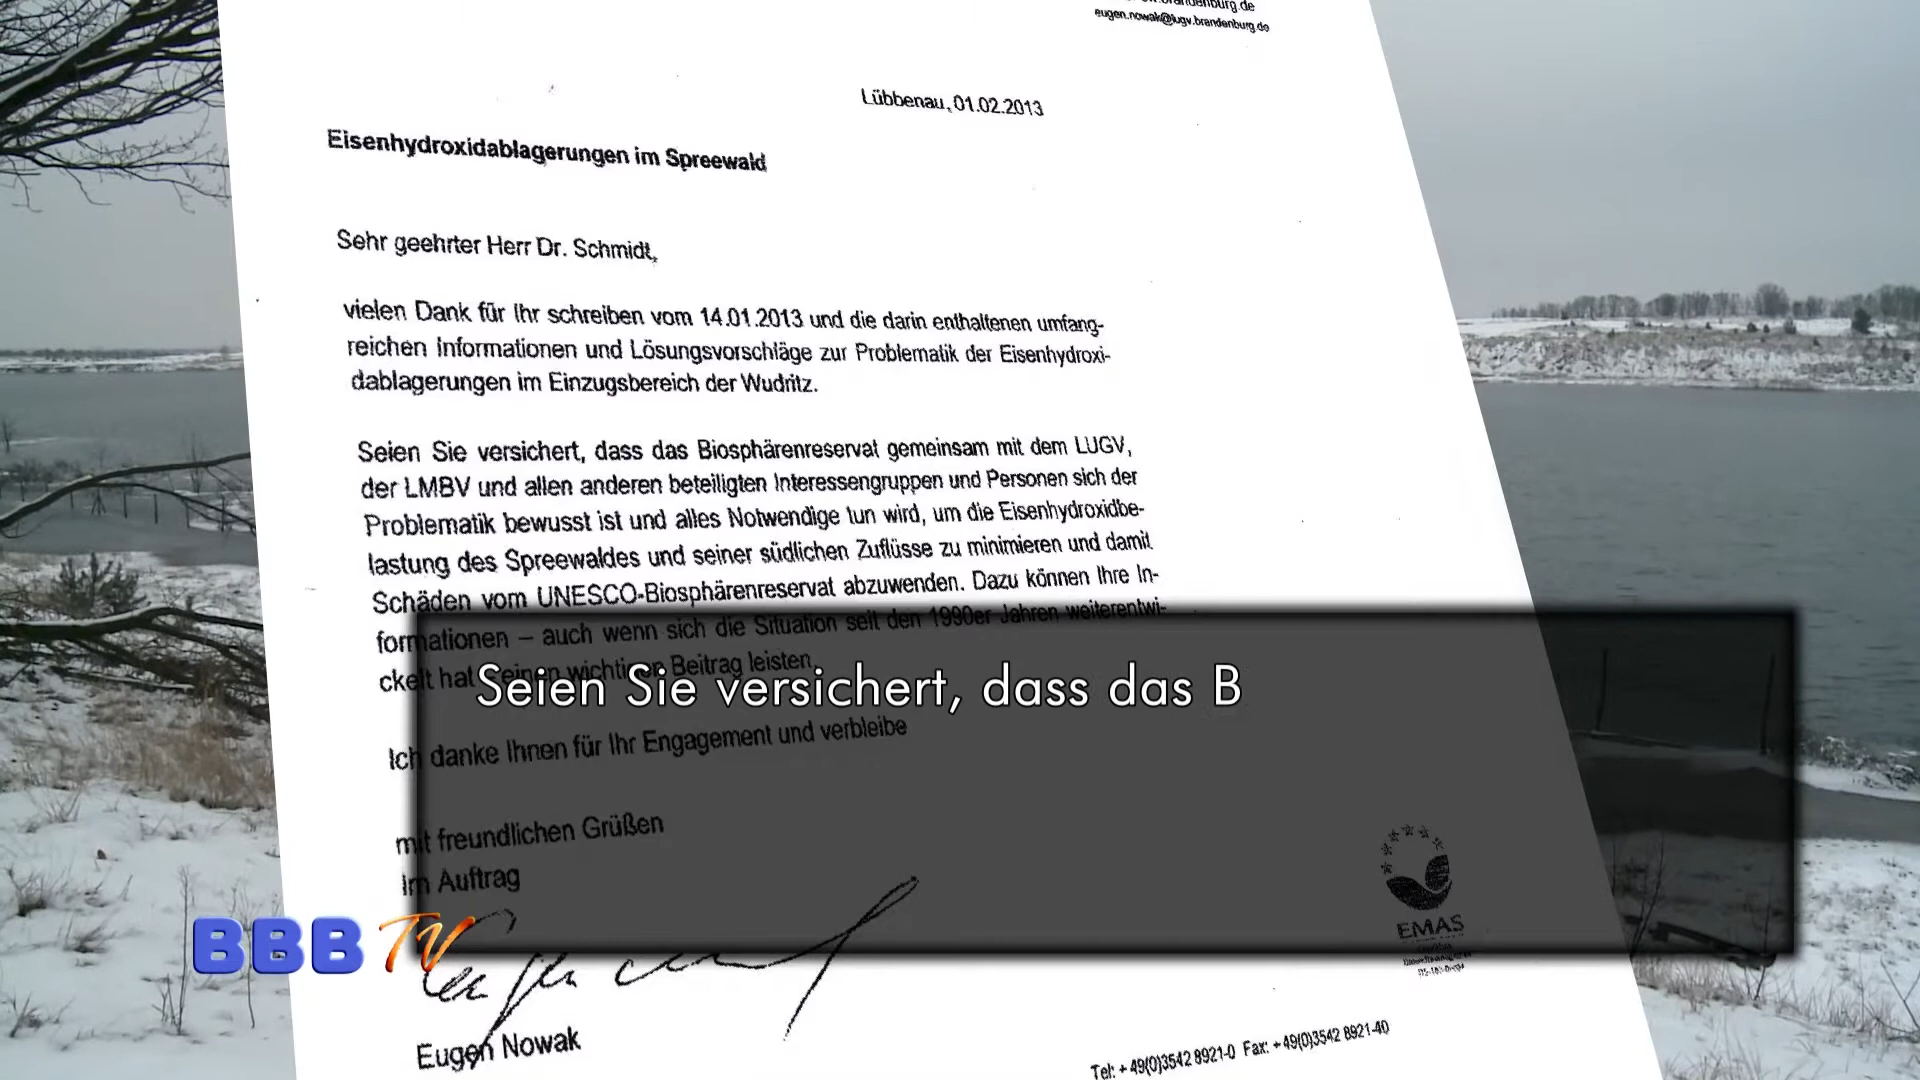 eugen.nowak@lugv.brandenburg.de
Lübbenau, 01.02.2013
Eisenhydroxidablagerungen im Spreewald
Sehr geehrter Herr Dr. Schmidt,
vielen Dank für Ihr schreiben vom 14.01.2013 und die darin enthaltenen umfang-
reichen Informationen und Lösungsvorschläge zur Problematik der Eisenhydroxi-
dablagerungen im Einzugsbereich der Wudritz.
Seien Sie versichert, dass das Biosphärenreservat gemeinsam mit dem LUGV,
der LMBV und allen anderen beteiligten Interessengruppen und Personen sich der
Problematik bewusst ist und alles Notwendige tun wird, um die Eisenhydroxidbe-
lastung des Spreewaldes und seiner südlichen Zuflüsse zu minimieren und damit
Schäden vom UNESCO-Biosphärenreservat abzuwenden. Dazu können Ihre In-
formationen – auch wenn sich die Situation seit den 1990er Jahren weiterentwi-
ckelt hat einen wichtigen Beitrag leisten.
Seien Sie versichert, dass das B
Ich danke Ihnen für Ihr Engagement und verbleibe
mit freundlichen Grüßen
Im Auftrag
BBB TV
EMAS
Eugen Nowak
Tel: +49(0)3542 8921-0 Fax: +49(0)3542 8921-40